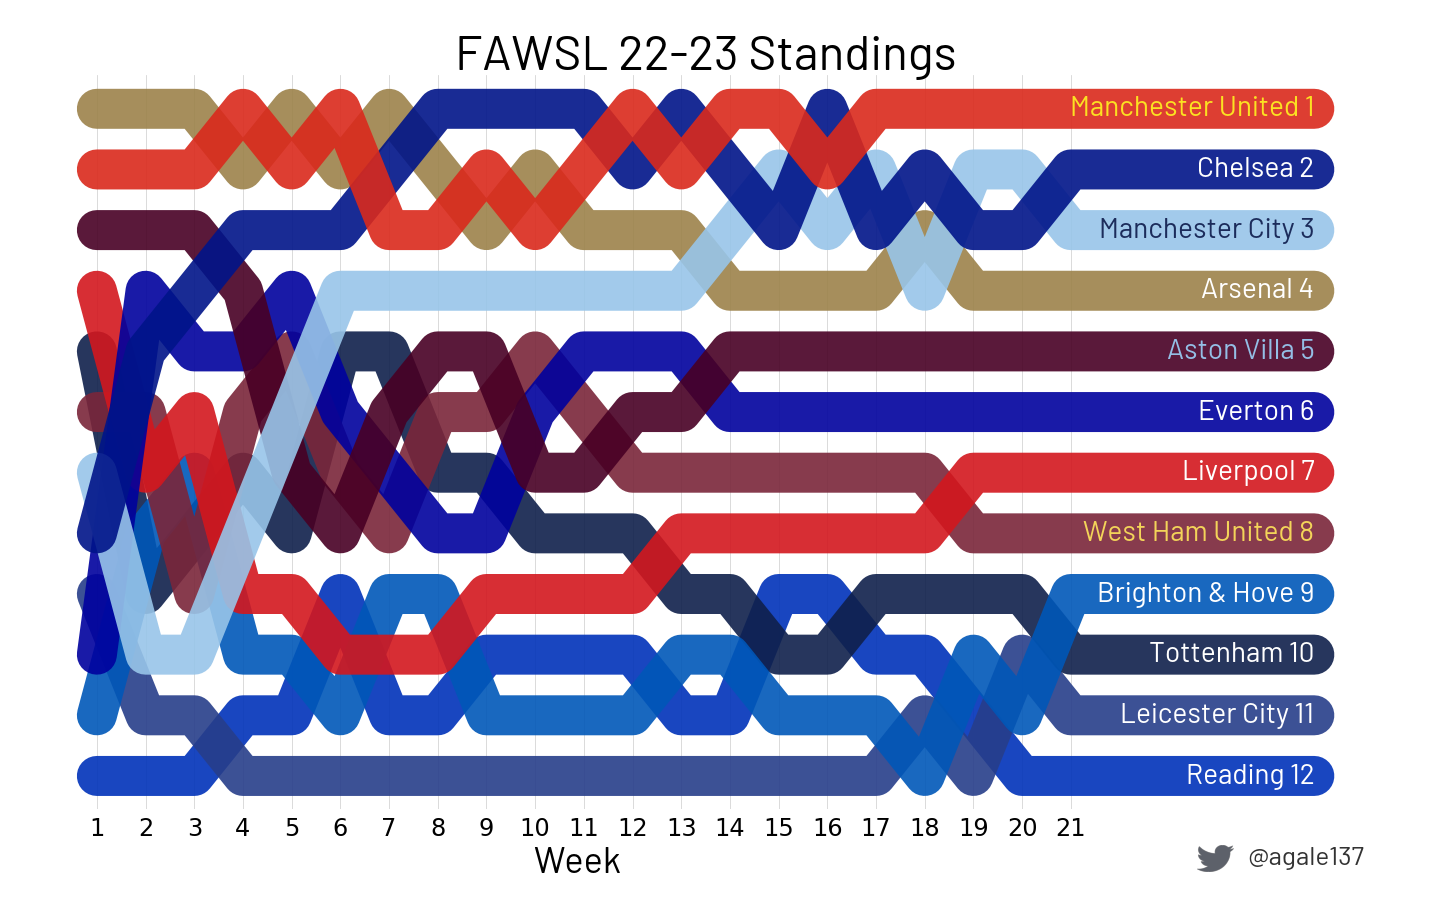 FAWSL 22-23 Standings
Manchester United 1
Chelsea 2
Manchester City 3
Arsenal 4
Aston Villa 5
Everton 6
Liverpool 7
West Ham United 8
Brighton & Hove 9
Tottenham 10
Leicester City 11
Reading 12
1 2 3 4 5 6 7 8 9 10 11 12 13 14 15 16 17 18 19 20 21
Week
@agale137